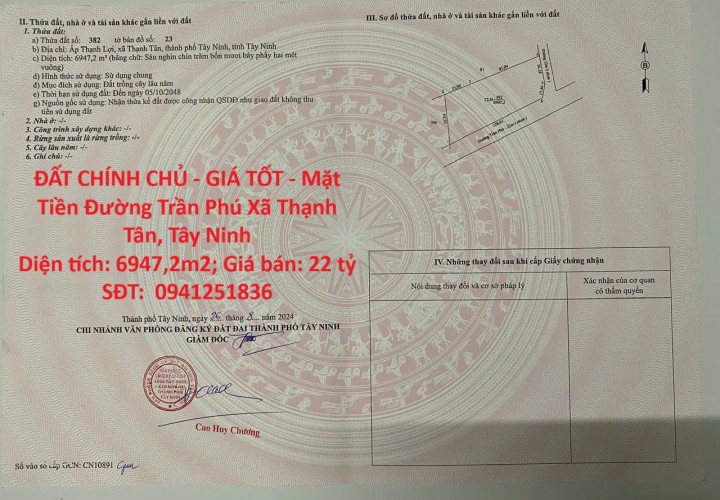 II. Thửa đất, nhà ở và tài sản khác gắn liền với đất
1. Thửa đất:
a) Thửa đất số: 382 tờ bản đồ số: 23
b) Địa chỉ: Ấp Thạnh Lợi, xã Thạnh Tân, thành phố Tây Ninh, tỉnh Tây Ninh
c) Diện tích: 6947,2 m² (bằng chữ: Sáu nghìn chín trăm bốn mươi bảy phẩy hai mét
vuông)
d) Hình thức sử dụng: Sử dụng chung
đ) Mục đích sử dụng: Đất trồng cây lâu năm
e) Thời hạn sử dụng đất: Đến ngày 05/10/2048
g) Nguồn gốc sử dụng: Nhận thừa kế đất được công nhận QSDĐ như giao đất không thu
tiền sử dụng đất
2. Nhà ở: -/-
3. Công trình xây dựng khác: -/-
4. Rừng sản xuất là rừng trồng: -/-
5. Cây lâu năm: -/-
6. Ghi chú: -/-
ĐẤT CHÍNH CHỦ - GIÁ TỐT - Mặt
Tiền Đường Trần Phú Xã Thạnh
Tân, Tây Ninh
Diện tích: 6947,2m2; Giá bán: 22 tỷ
SĐT: 0941251836
Thành phố Tây Ninh, ngày 26 tháng 8 năm 2024
CHI NHÁNH VĂN PHÒNG ĐĂNG KÝ ĐẤT ĐAI THÀNH PHỐ TÂY NINH
GIÁM ĐỐC
Cao Huy Chương
Số vào sổ cấp GCN: CN10891
III. Sơ đồ thửa đất, nhà ở và tài sản khác gắn liền với đất
382
IV. Những thay đổi sau khi cấp Giấy chứng nhận
Nội dung thay đổi và cơ sở pháp lý
Xác nhận của cơ quan
có thẩm quyền